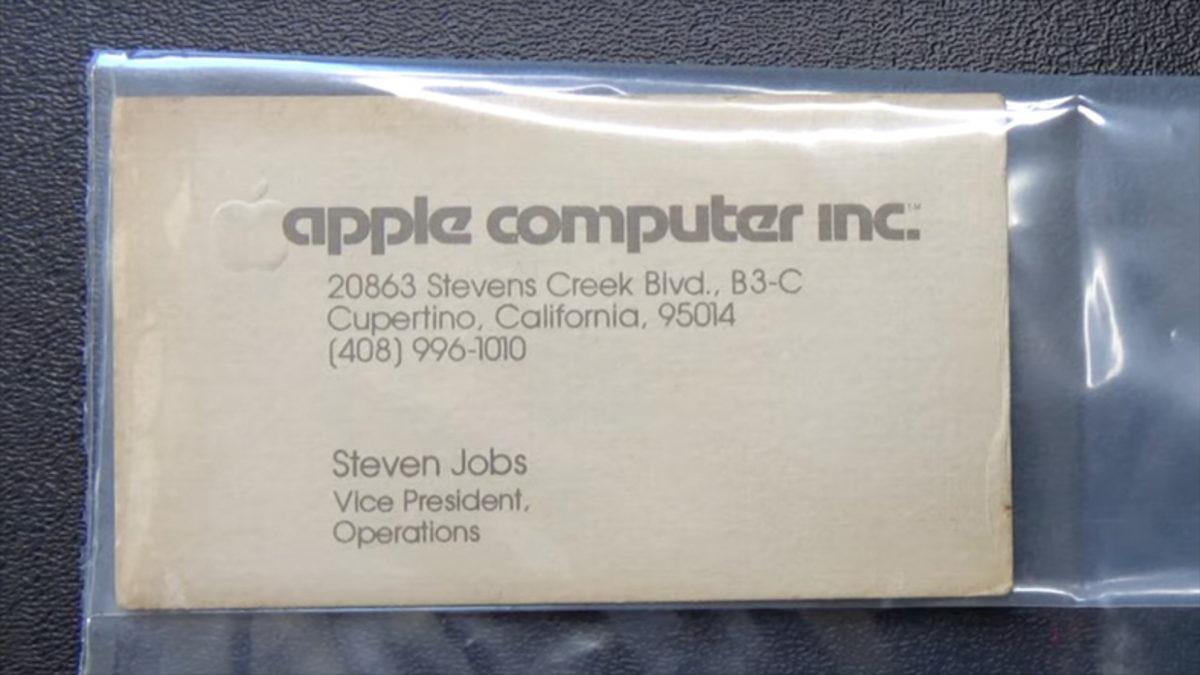 apple computer inc.™
20863 Stevens Creek Blvd., B3-C
Cupertino, California, 95014
(408) 996-1010
Steven Jobs
Vice President,
Operations